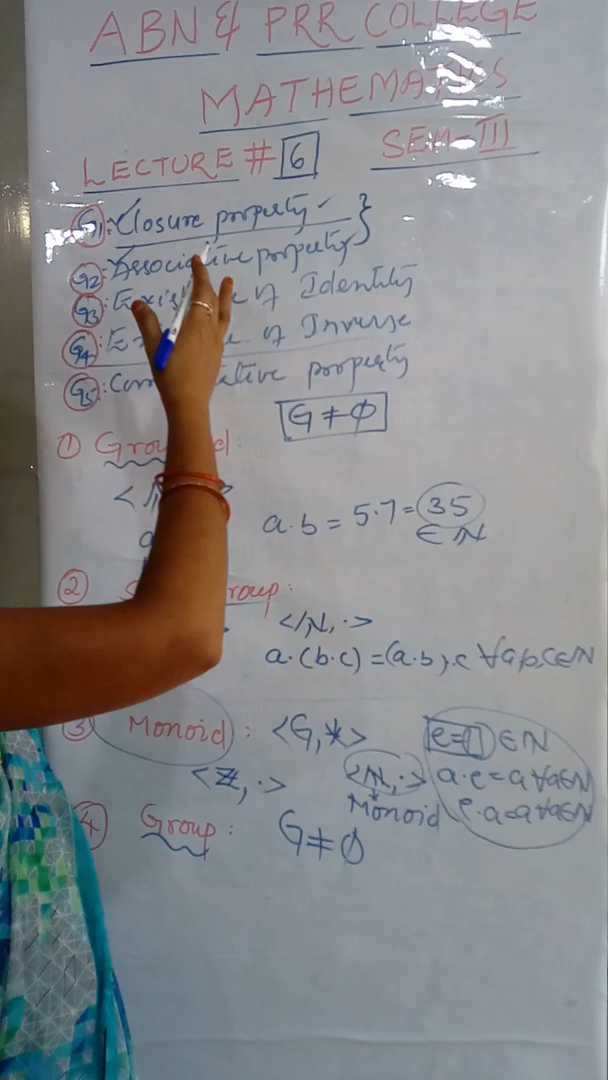 ABN & PRR COLLEGE
MATHEMATICS
LECTURE # 6 SEM-III
G1: Closure property
G2: Associative property
G3: of Identity
G4: of Inverse
G5: property
G ≠ ϕ
①
a.b = 5.7 = 35
∈ ℕ
②
<ℕ, .>
a.(b.c) = (a.b).c ∀a,b,c∈ℕ
③ Monoid: <G, *> e=1 ∈ ℕ
<ℤ, .> <ℕ, .> a.e = a ∀a∈ℕ
Monoid e.a=a ∀a∈ℕ
④ Group: G ≠ ϕ